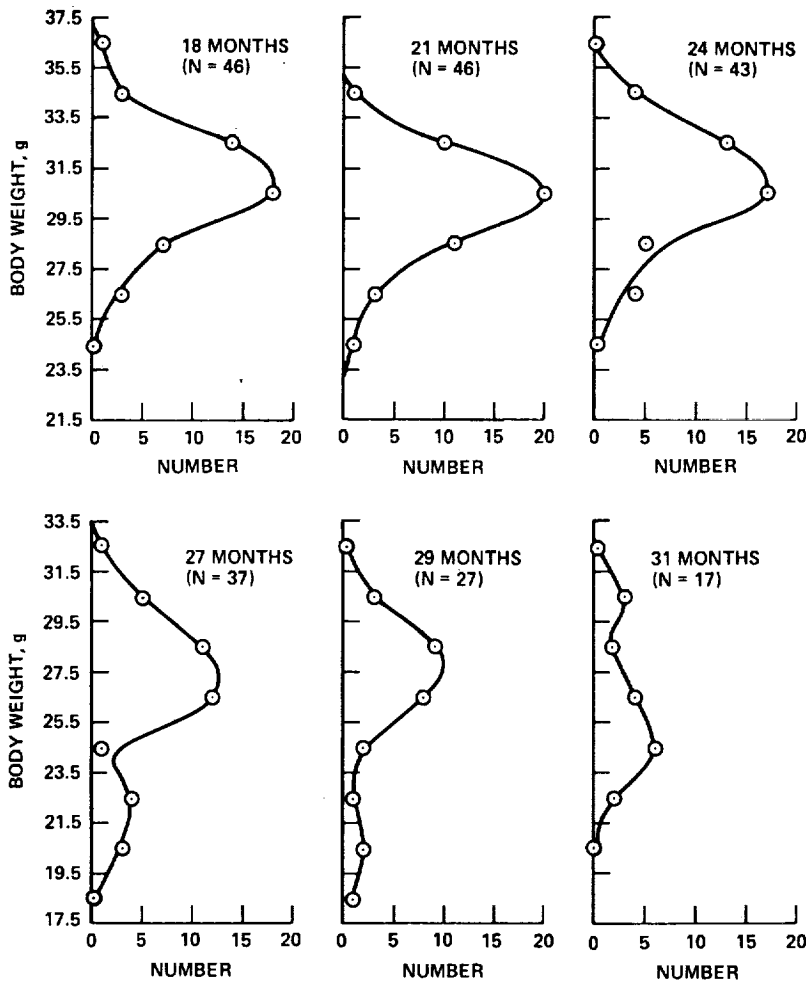 37.5
35.5
33.5
31.5
29.5
27.5
25.5
23.5
21.5
BODY WEIGHT, g
18 MONTHS
(N = 46)
0 5 10 15 20
NUMBER
21 MONTHS
(N = 46)
0 5 10 15 20
NUMBER
24 MONTHS
(N = 43)
0 5 10 15 20
NUMBER
33.5
31.5
29.5
27.5
25.5
23.5
21.5
19.5
17.5
BODY WEIGHT, g
27 MONTHS
(N = 37)
0 5 10 15 20
NUMBER
29 MONTHS
(N = 27)
0 5 10 15 20
NUMBER
31 MONTHS
(N = 17)
0 5 10 15 20
NUMBER